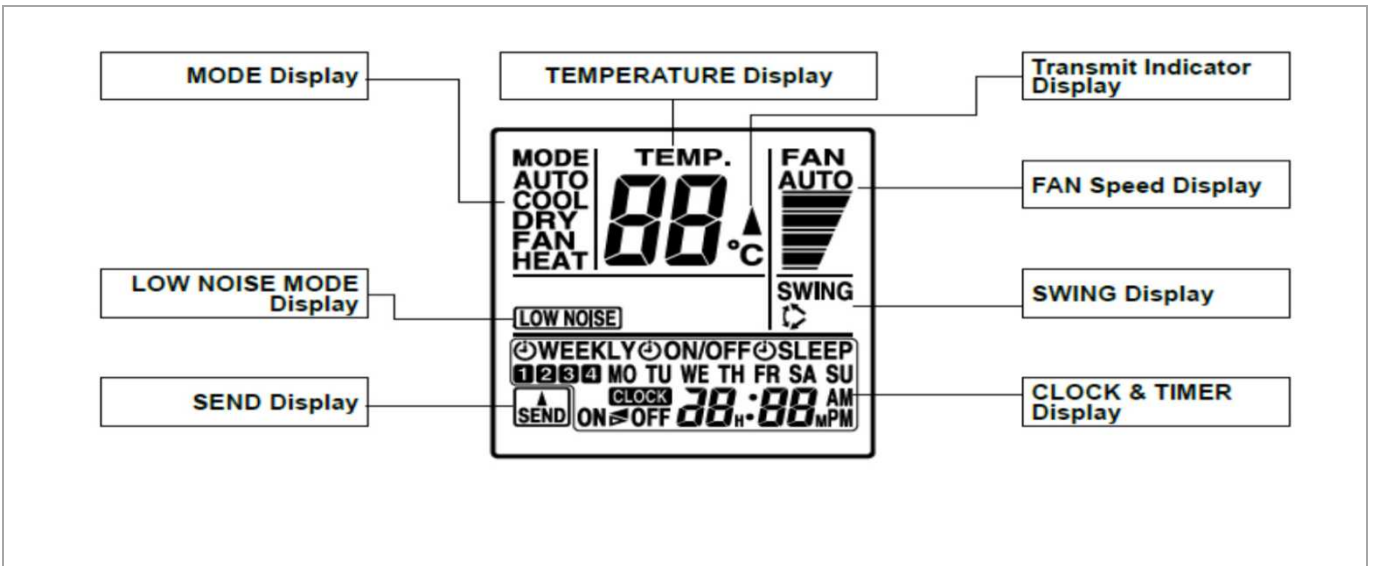 MODE Display
TEMPERATURE Display
Transmit Indicator
Display
FAN Speed Display
LOW NOISE MODE
Display
SWING Display
SEND Display
CLOCK & TIMER
Display
MODE
AUTO
COOL
DRY
FAN
HEAT
TEMP.
88
°C
FAN
AUTO
SWING
LOW NOISE
WEEKLY ON/OFF SLEEP
1 2 3 4 MO TU WE TH FR SA SU
SEND
CLOCK
ON OFF 28H:88M AM
PM